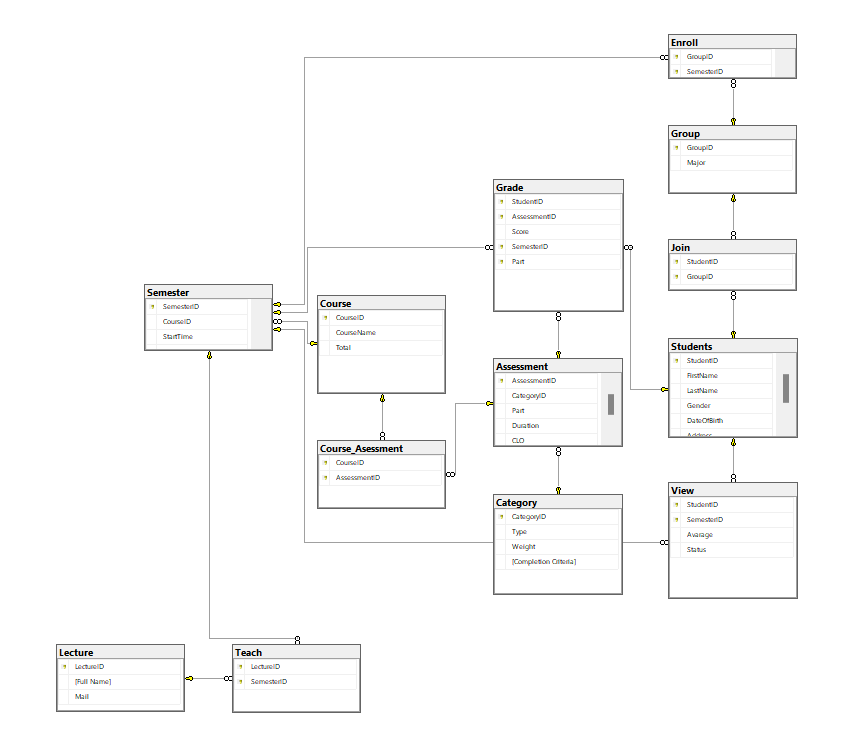 Enroll
GroupID
SemesterID
Group
GroupID
Major
Grade
StudentID
AssessmentID
Score
SemesterID
Part
Join
StudentID
GroupID
Semester
SemesterID
CourseID
StartTime
Course
CourseID
CourseName
Total
Students
StudentID
FirstName
LastName
Gender
DateOfBirth
Address
Assessment
AssessmentID
CategoryID
Part
Duration
CLO
Course_Asessment
CourseID
AssessmentID
View
StudentID
SemesterID
Avarage
Status
Category
CategoryID
Type
Weight
[Completion Criteria]
Lecture
LectureID
[Full Name]
Mail
Teach
LectureID
SemesterID